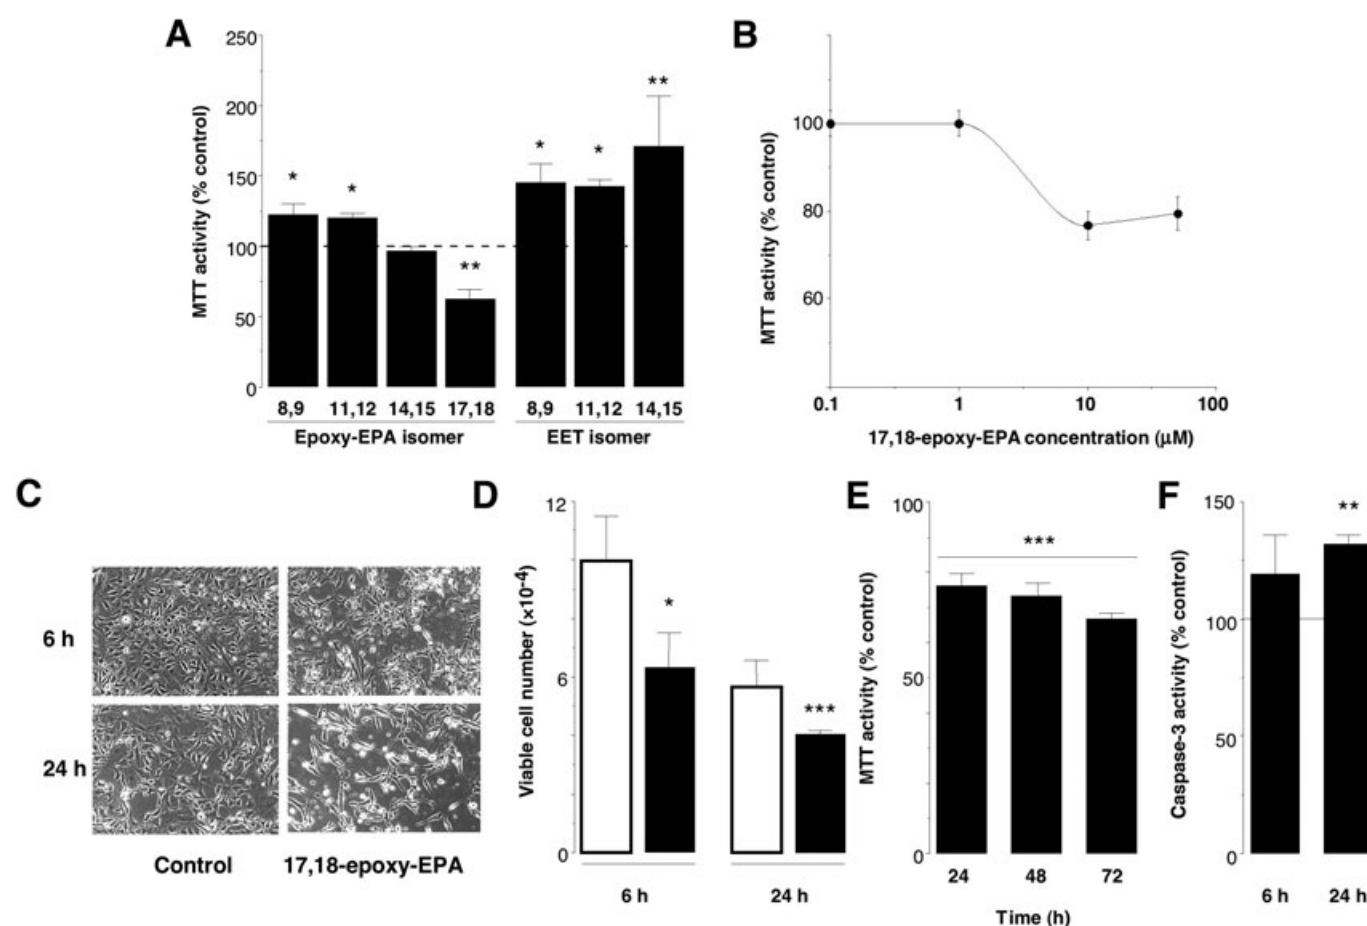 A
MTT activity (% control)
250
200
150
100
50
0
* * ** * * **
8,9 11,12 14,15 17,18 8,9 11,12 14,15
Epoxy-EPA isomer EET isomer
B
MTT activity (% control)
100
80
60
0.1 1 10 100
17,18-epoxy-EPA concentration (µM)
C
6 h
24 h
Control 17,18-epoxy-EPA
D
Viable cell number (x10-4)
12
6
0
* ***
6 h 24 h
E
MTT activity (% control)
100
50
0
***
24 48 72
Time (h)
F
Caspase-3 activity (% control)
150
100
50
0
**
6 h 24 h